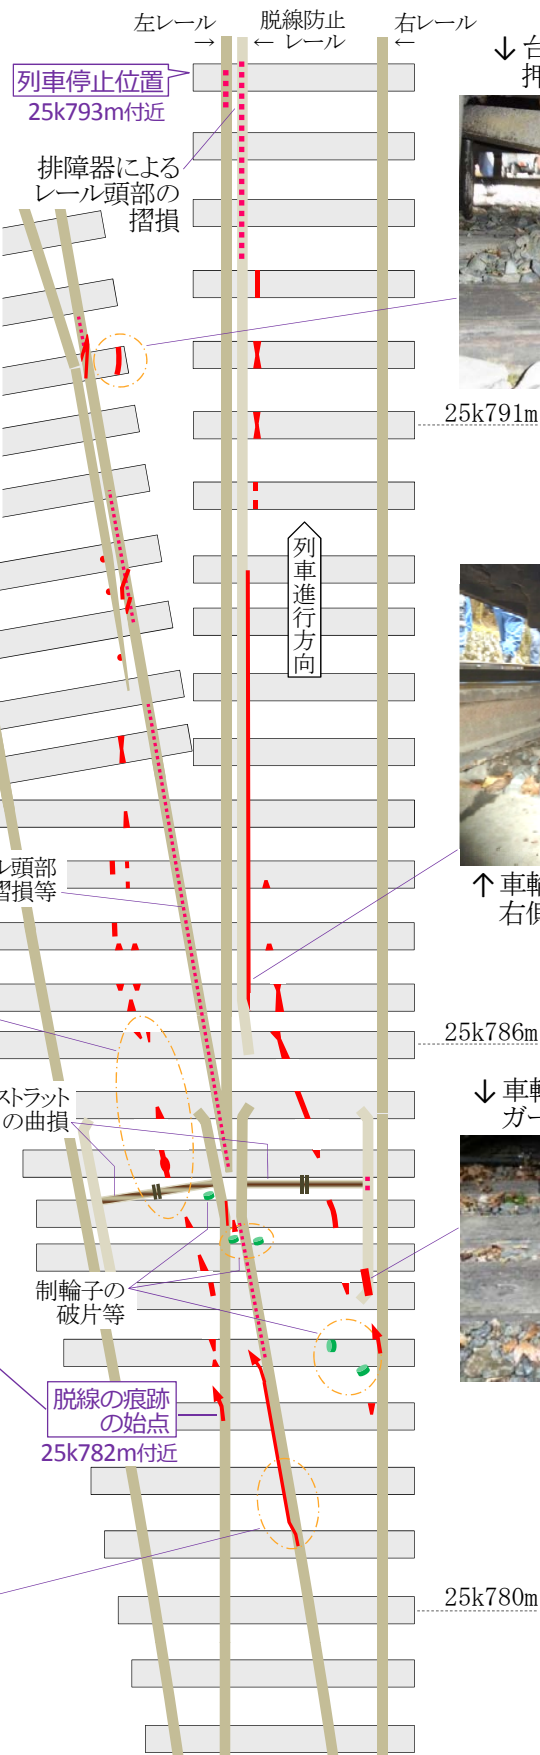 左レール
→
脱線防止
← レール
右レール
←
↓台
押
列車停止位置
25k793m付近
排障器による
レール頭部の
摺損
25k791m
列車進行方向
ル頭部
摺損等
↑車輪
右側
25k786m
ストラット
の曲損
↓車輪
ガー
制輪子の
破片等
脱線の痕跡
の始点
25k782m付近
25k780m